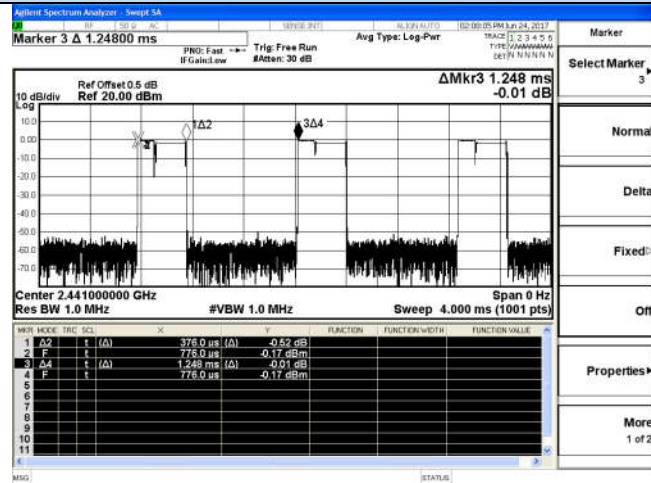 Agilent Spectrum Analyzer - Swept SA
RF 50 Ω AC SENSE:INT ALIGN AUTO 02:08:05 PM Jun 24, 2017
Marker 3 Δ 1.24800 ms
PNO: Fast Trig: Free Run
IFGain:Low #Atten: 30 dB
Avg Type: Log-Pwr
TRACE 1 2 3 4 5 6
TYPE
DET N N N N N N
Marker
Select Marker
3
Ref Offset 0.5 dB
ΔMkr3 1.248 ms
10 dB/div Ref 20.00 dBm
-0.01 dB
Log
10.0
1Δ2
3Δ4
0.00
-10.0
-20.0
-30.0
-40.0
-50.0
-60.0
-70.0
Normal
Delta
Fixed
Off
Properties
More
1 of 2
Center 2.441000000 GHz Span 0 Hz
Res BW 1.0 MHz #VBW 1.0 MHz Sweep 4.000 ms (1001 pts)
MKR MODE TRC SCL X Y FUNCTION FUNCTION WIDTH FUNCTION VALUE
1 Δ2 t (Δ) 376.0 us (Δ) -0.52 dB
2 F t 776.0 us -0.17 dBm
3 Δ4 t (Δ) 1.248 ms (Δ) -0.01 dB
4 F t 776.0 us -0.17 dBm
5
6
7
8
9
10
11
MSG STATUS